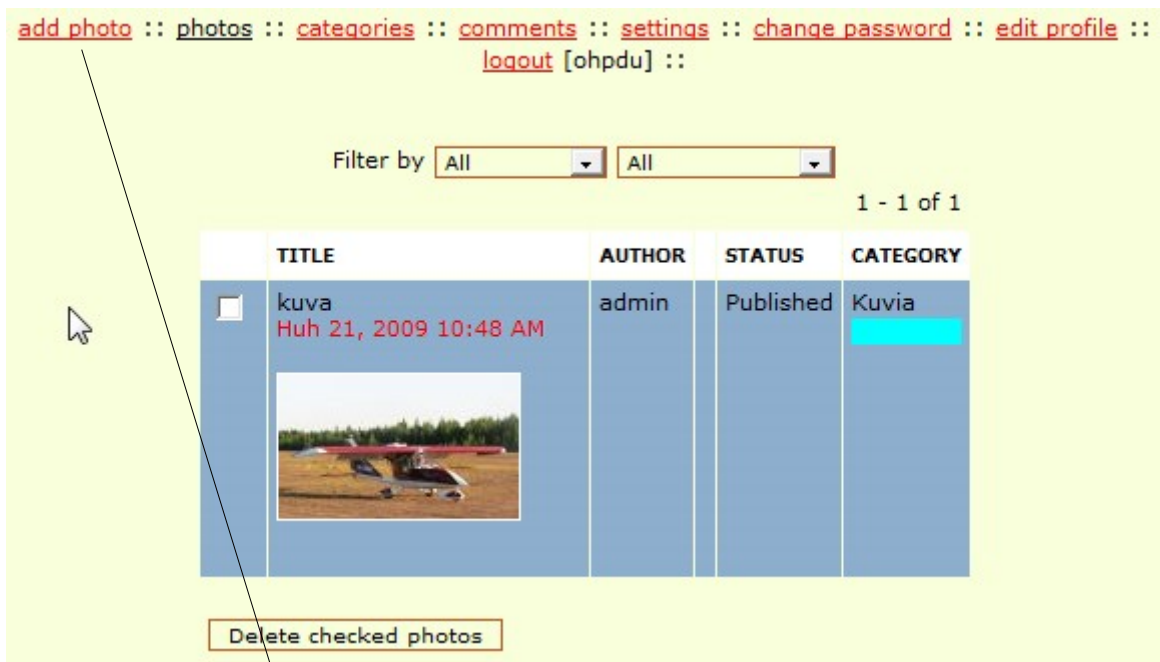 add photo :: photos :: categories :: comments :: settings :: change password :: edit profile ::
logout [ohpdu] ::
Filter by All All
1 - 1 of 1
TITLE AUTHOR STATUS CATEGORY
kuva admin Published Kuvia
Huh 21, 2009 10:48 AM
Delete checked photos